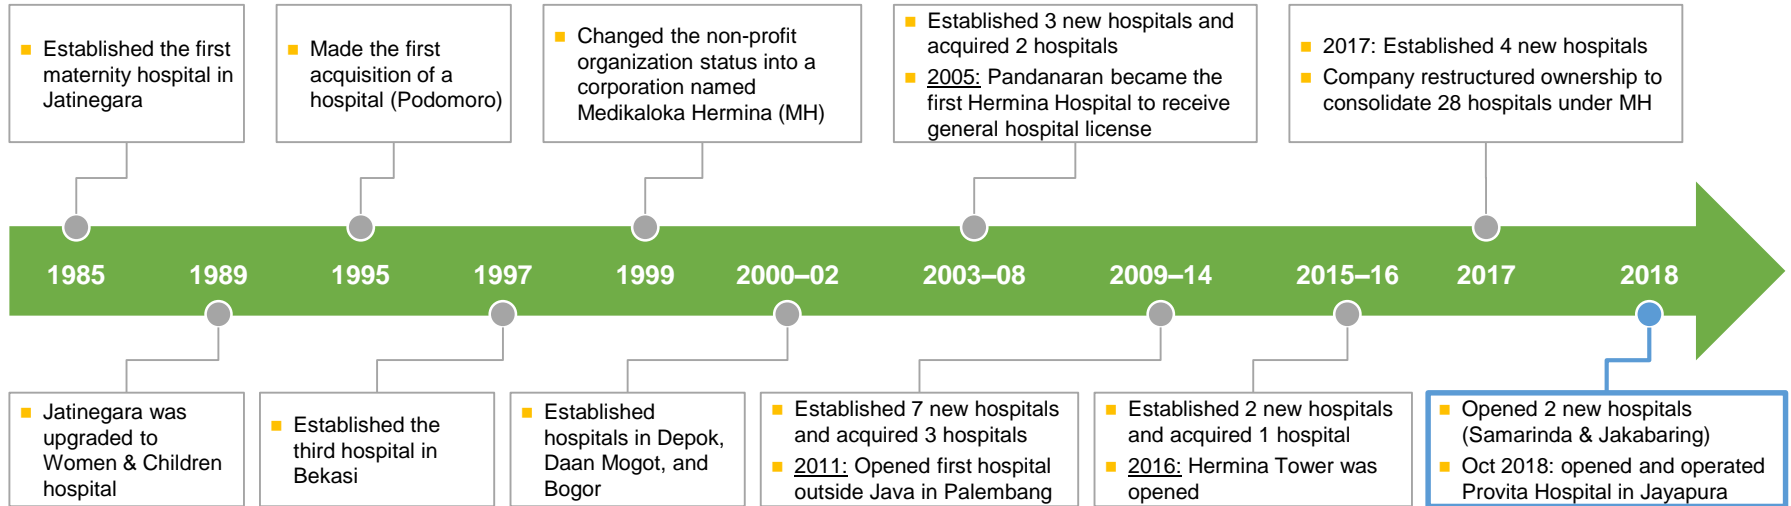 Established the first
maternity hospital in
Jatinegara
Made the first
acquisition of a
hospital (Podomoro)
Changed the non-profit
organization status into a
corporation named
Medikaloka Hermina (MH)
Established 3 new hospitals and
acquired 2 hospitals
2005: Pandanaran became the
first Hermina Hospital to receive
general hospital license
2017: Established 4 new hospitals
Company restructured ownership to
consolidate 28 hospitals under MH
1985
1989
1995
1997
1999
2000–02
2003–08
2009–14
2015–16
2017
2018
Jatinegara was
upgraded to
Women & Children
hospital
Established the
third hospital in
Bekasi
Established
hospitals in Depok,
Daan Mogot, and
Bogor
Established 7 new hospitals
and acquired 3 hospitals
2011: Opened first hospital
outside Java in Palembang
Established 2 new hospitals
and acquired 1 hospital
2016: Hermina Tower was
opened
Opened 2 new hospitals
(Samarinda & Jakabaring)
Oct 2018: opened and operated
Provita Hospital in Jayapura